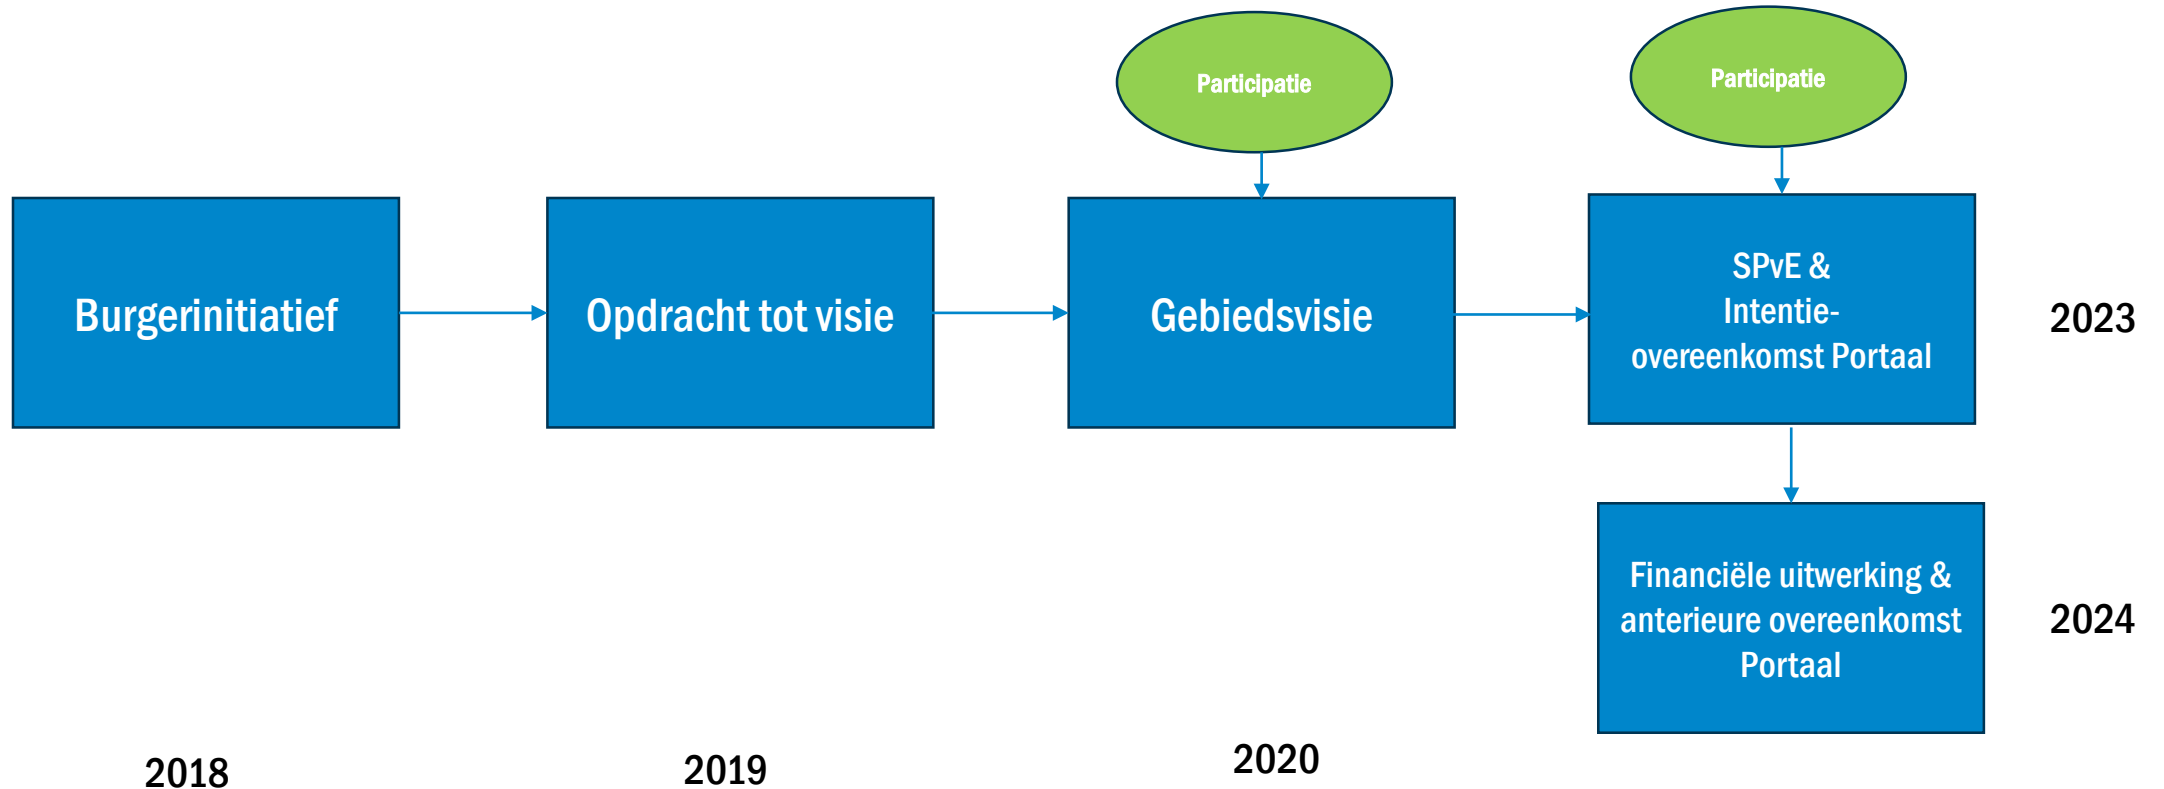 Participatie
Participatie
Burgerinitiatief
Opdracht tot visie
Gebiedsvisie
SPvE &
Intentie-
overeenkomst Portaal
2023
Financiële uitwerking &
anterieure overeenkomst
Portaal
2024
2018
2019
2020